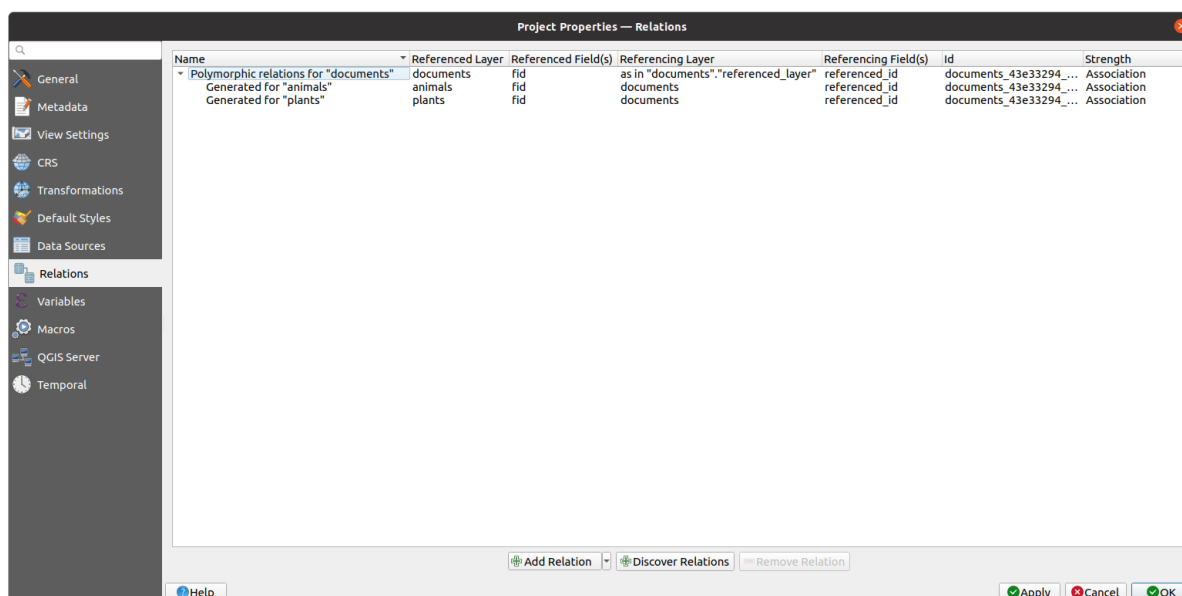 Project Properties — Relations
General
Metadata
View Settings
CRS
Transformations
Default Styles
Data Sources
Relations
Variables
Macros
QGIS Server
Temporal
Name Referenced Layer Referenced Field(s) Referencing Layer Referencing Field(s) Id Strength
Polymorphic relations for "documents" documents fid as in "documents"."referenced_layer" referenced_id documents_43e33294_... Association
Generated for "animals" animals fid documents referenced_id documents_43e33294_... Association
Generated for "plants" plants fid documents referenced_id documents_43e33294_... Association
Add Relation Discover Relations Remove Relation
Help Apply Cancel OK